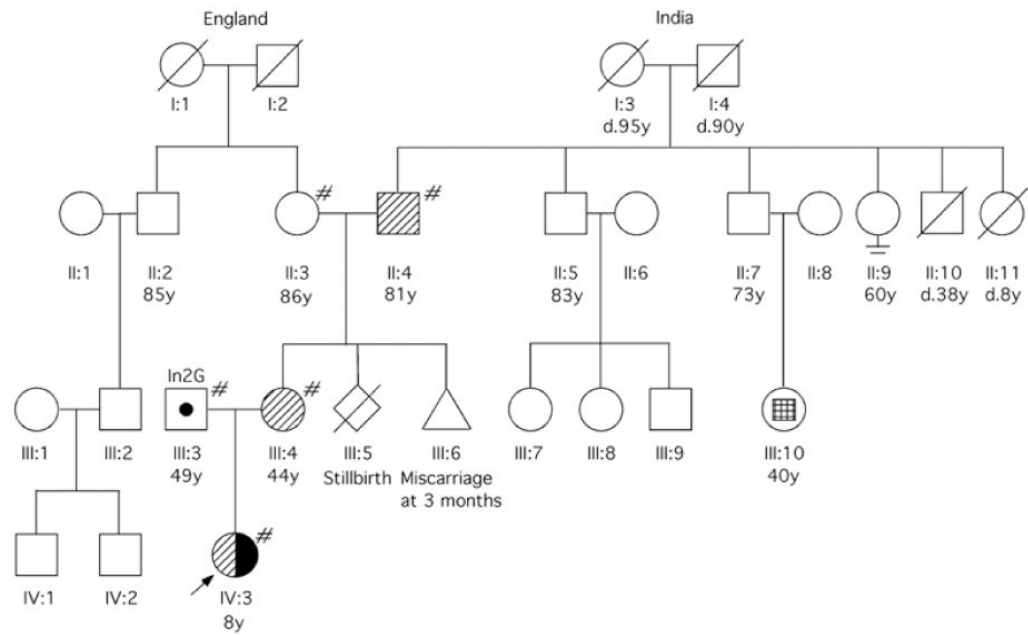 England India
I:1 I:2 I:3 I:4
d.95y d.90y
# #
II:1 II:2 II:3 II:4 II:5 II:6 II:7 II:8 II:9 II:10 II:11
85y 86y 81y 83y 73y 60y d.38y d.8y
In2G # #
III:1 III:2 III:3 III:4 III:5 III:6 III:7 III:8 III:9 III:10
49y 44y Stillbirth Miscarriage 40y
at 3 months
#
IV:1 IV:2 IV:3
8y